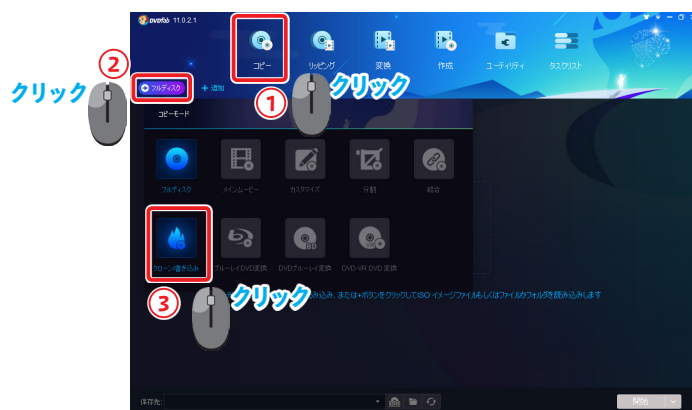 DVDFab 11.0.2.1
コピー
リッピング
変換
作成
ユーティリティ
タスクリスト
②
クリック
フルディスク
+ 追加
①
クリック
コピーモード
フルディスク
メインムービー
カスタマイズ
分割
結合
クローン/書き込み
ブルーレイDVD変換
DVDブルーレイ変換
DVD-VR DVD 変換
③
クリック
込み、または+ボタンをクリックしてISO イメージファイルもしくはファイルカフォルダを読み込みします
保存先:
開始